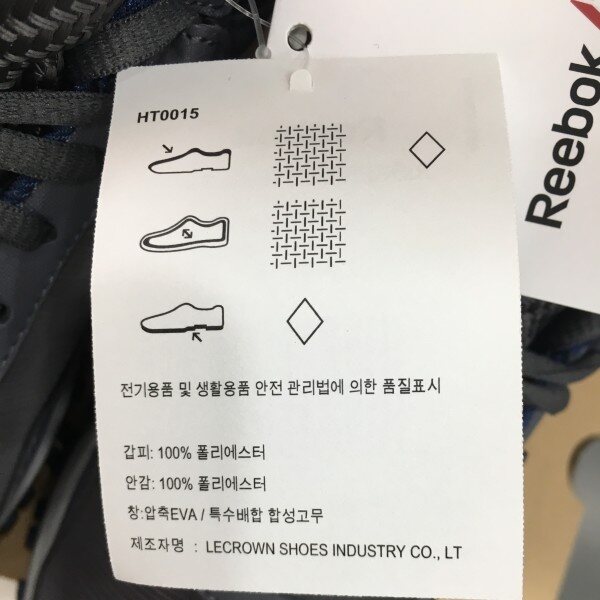 HT0015
Reebok
전기용품 및 생활용품 안전 관리법에 의한 품질표시
갑피: 100% 폴리에스터
안감: 100% 폴리에스터
창:압축EVA / 특수배합 합성고무
제조자명 : LECROWN SHOES INDUSTRY CO., LT